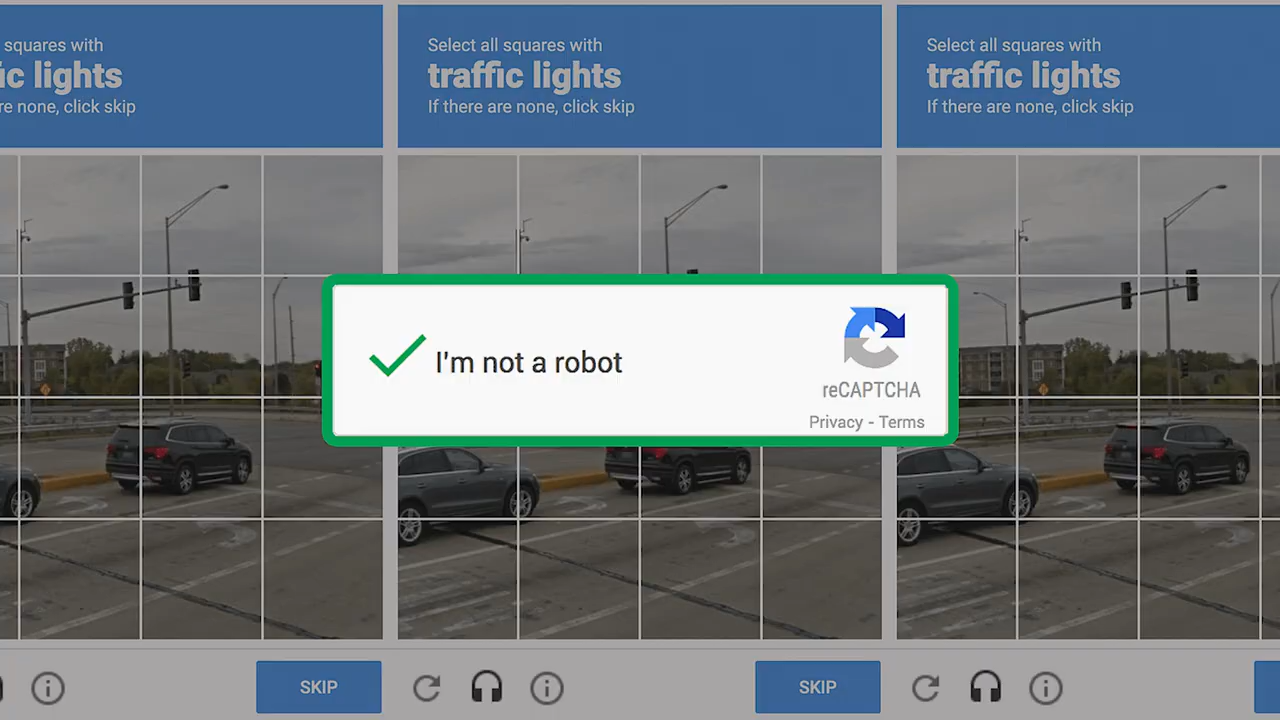 squares with
ic lights
re none, click skip
Select all squares with
traffic lights
If there are none, click skip
Select all squares with
traffic lights
If there are none, click skip
I'm not a robot
reCAPTCHA
Privacy - Terms
SKIP
SKIP